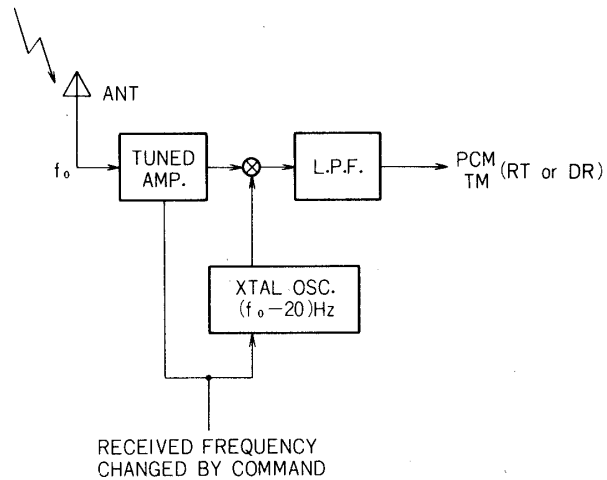 ANT
f₀
TUNED
AMP.
L.P.F.
PCM
TM (RT or DR)
XTAL OSC.
(f₀−20)Hz
RECEIVED FREQUENCY
CHANGED BY COMMAND